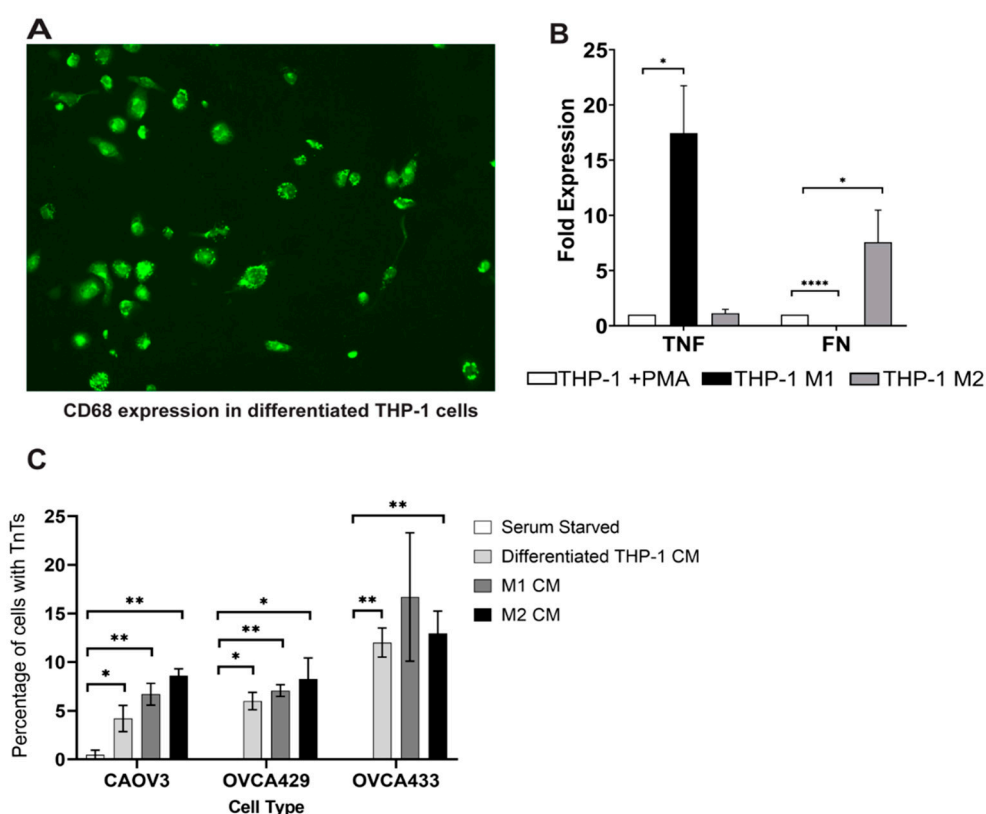 A
CD68 expression in differentiated THP-1 cells
B
Fold Expression
25
20
15
10
5
0
*
****
*
TNF FN
THP-1 +PMA THP-1 M1 THP-1 M2
C
Percentage of cells with TnTs
25
20
15
10
5
0
*
**
**
*
**
*
**
**
CAOV3 OVCA429 OVCA433
Cell Type
Serum Starved
Differentiated THP-1 CM
M1 CM
M2 CM